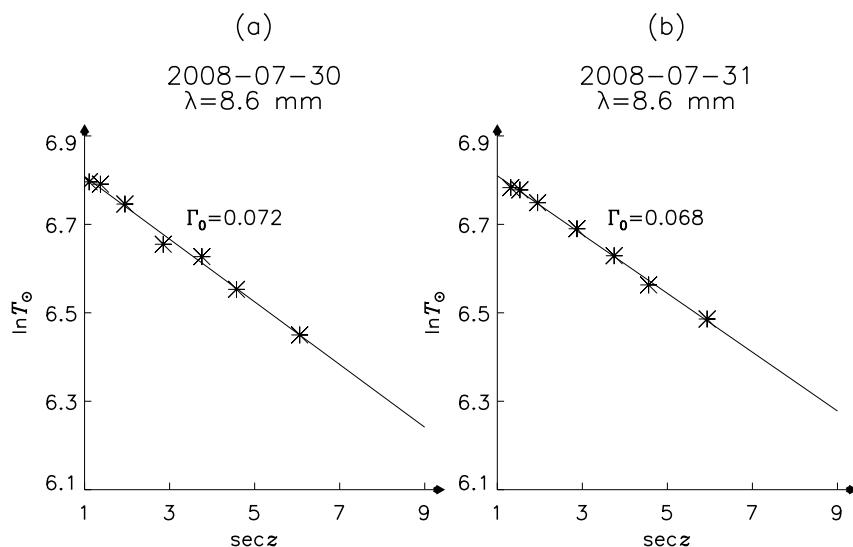 (a)
2008-07-30
λ=8.6 mm
6.9
6.7
6.5
6.3
6.1
lnT⊙
Γ₀=0.072
1 3 5 7 9
secz
(b)
2008-07-31
λ=8.6 mm
6.9
6.7
6.5
6.3
6.1
lnT⊙
Γ₀=0.068
1 3 5 7 9
secz